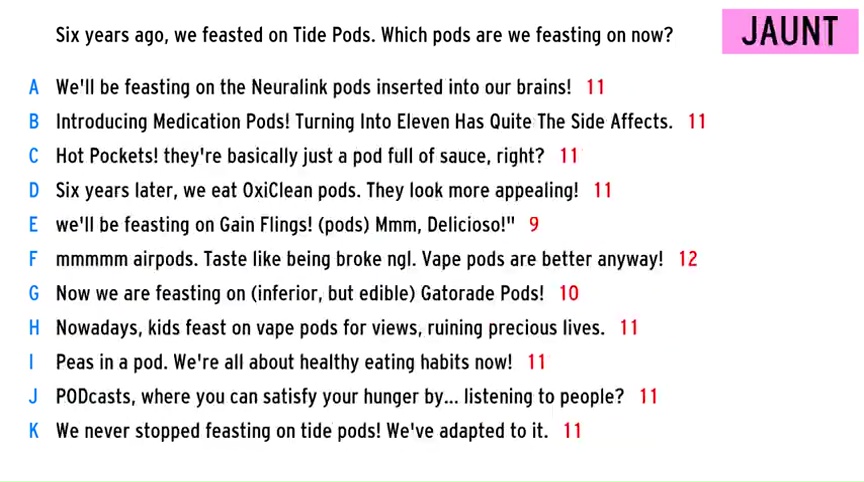 Six years ago, we feasted on Tide Pods. Which pods are we feasting on now?
JAUNT
A We'll be feasting on the Neuralink pods inserted into our brains! 11
B Introducing Medication Pods! Turning Into Eleven Has Quite The Side Affects. 11
C Hot Pockets! they're basically just a pod full of sauce, right? 11
D Six years later, we eat OxiClean pods. They look more appealing! 11
E we'll be feasting on Gain Flings! (pods) Mmm, Delicioso!" 9
F mmmmm airpods. Taste like being broke ngl. Vape pods are better anyway! 12
G Now we are feasting on (inferior, but edible) Gatorade Pods! 10
H Nowadays, kids feast on vape pods for views, ruining precious lives. 11
I Peas in a pod. We're all about healthy eating habits now! 11
J PODcasts, where you can satisfy your hunger by... listening to people? 11
K We never stopped feasting on tide pods! We've adapted to it. 11